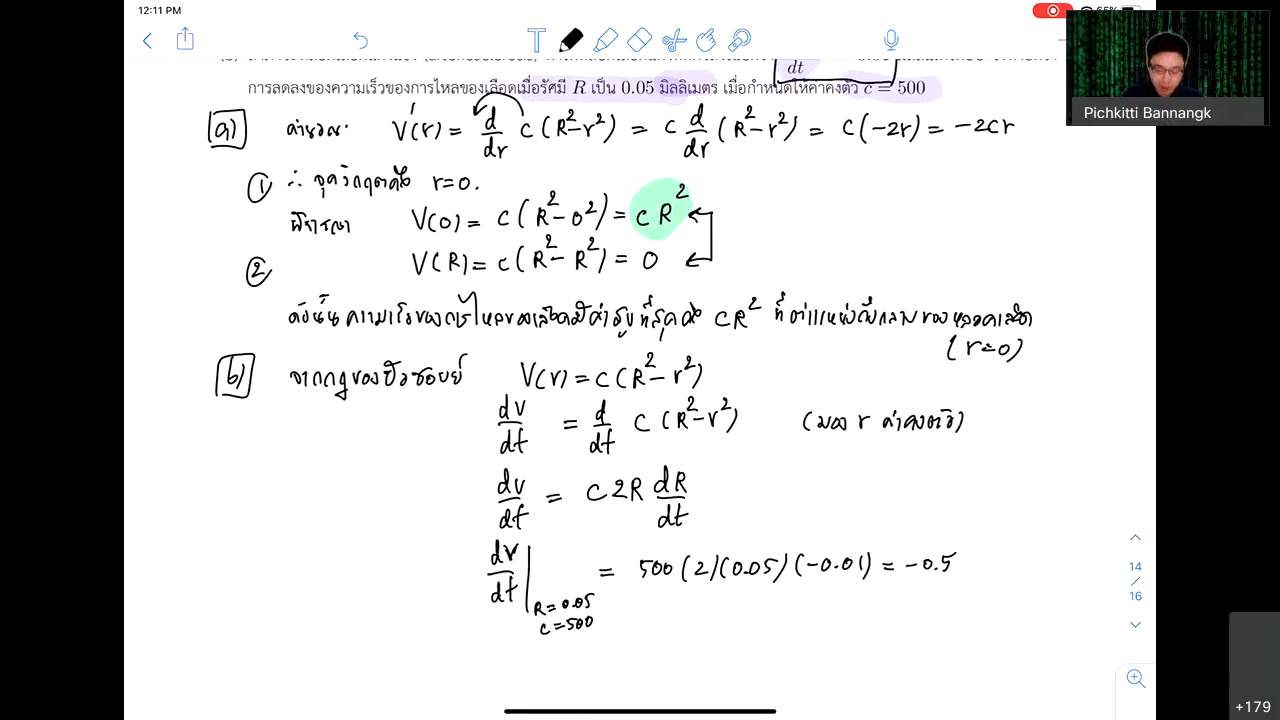 12:11 PM
65%
dt
การลดลงของความเร็วของการไหลของเลือดเมื่อรัศมี R เป็น 0.05 มิลลิเมตร เมื่อกำหนดให้ค่าคงตัว c = 500
Pichkitti Bannangk
a) คำนวณ V'(r) = d/dr c(R²-r²) = c d/dr (R²-r²) = c(-2r) = -2cr
① ∴ จุดวิกฤตคือ r=0.
พิจารณา V(0) = c(R²-0²) = cR²
② V(R) = c(R²-R²) = 0
ดังนั้นความเร็วของการไหลของเลือดมีค่าสูงที่สุดคือ cR² ที่ตำแหน่งกึ่งกลางของหลอดเลือด
(r=0)
b) จากกฎของปัวซอยย์ V(r) = c(R²-r²)
dv/dt = d/dt c(R²-r²) (มอง r ค่าคงตัว)
dv/dt = c2R dR/dt
dv/dt | R=0.05 c=500 = 500(2)(0.05)(-0.01) = -0.5
14
/
16
+179